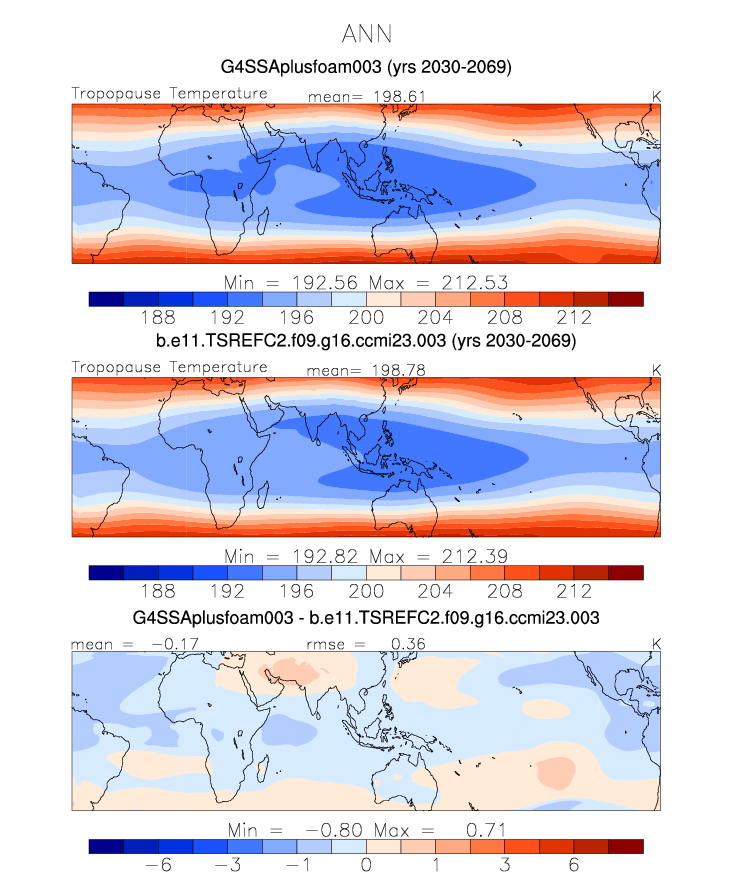 ANN
G4SSAplusfoam003 (yrs 2030-2069)
Tropopause Temperature mean= 198.61 K
Min = 192.56 Max = 212.53
188 192 196 200 204 208 212
b.e11.TSREFC2.f09.g16.ccmi23.003 (yrs 2030-2069)
Tropopause Temperature mean= 198.78 K
Min = 192.82 Max = 212.39
188 192 196 200 204 208 212
G4SSAplusfoam003 - b.e11.TSREFC2.f09.g16.ccmi23.003
mean = -0.17 rmse = 0.36 K
Min = -0.80 Max = 0.71
-6 -3 -1 0 1 3 6